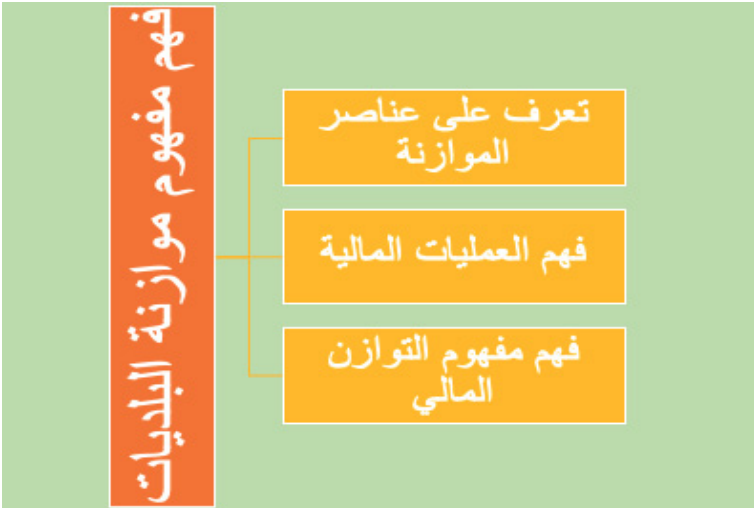 فهم مفهوم موازنة البلديات
تعرف على عناصر
الموازنة
فهم العمليات المالية
فهم مفهوم التوازن
المالي